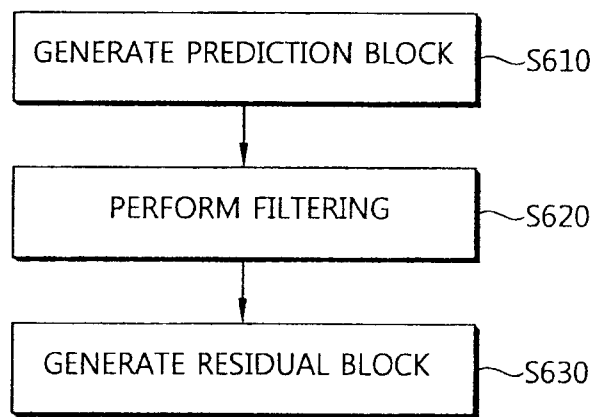 GENERATE PREDICTION BLOCK
S610
PERFORM FILTERING
S620
GENERATE RESIDUAL BLOCK
S630